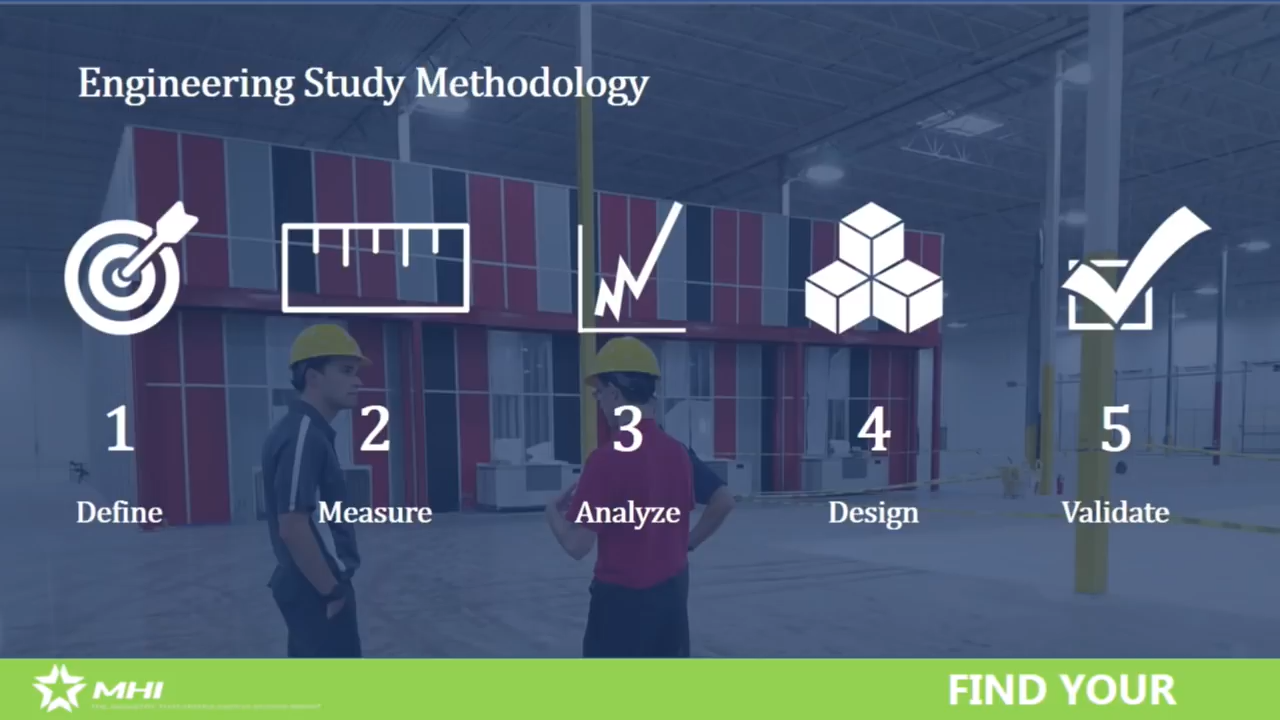 Engineering Study Methodology
1
2
3
4
5
Define
Measure
Analyze
Design
Validate
MHI
FIND YOUR